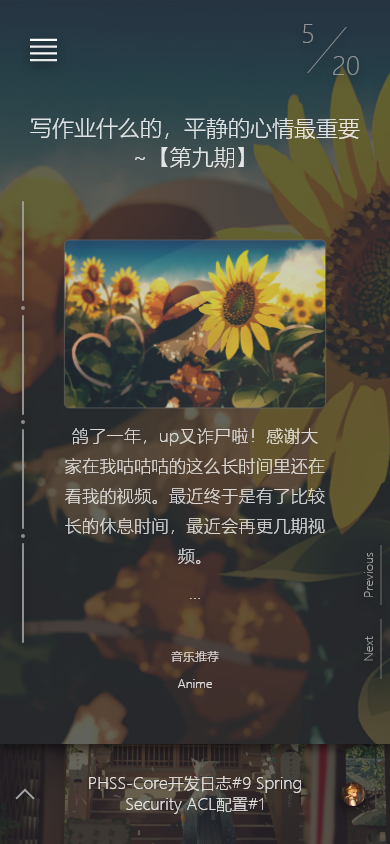 5
20
写作业什么的，平静的心情最重要
~【第九期】
鸽了一年，up又诈尸啦！感谢大
家在我咕咕咕的这么长时间里还在
看我的视频。最近终于是有了比较
长的休息时间，最近会再更几期视
频。
...
Previous
Next
音乐推荐
Anime
PHSS-Core开发日志#9 Spring
Security ACL配置#1